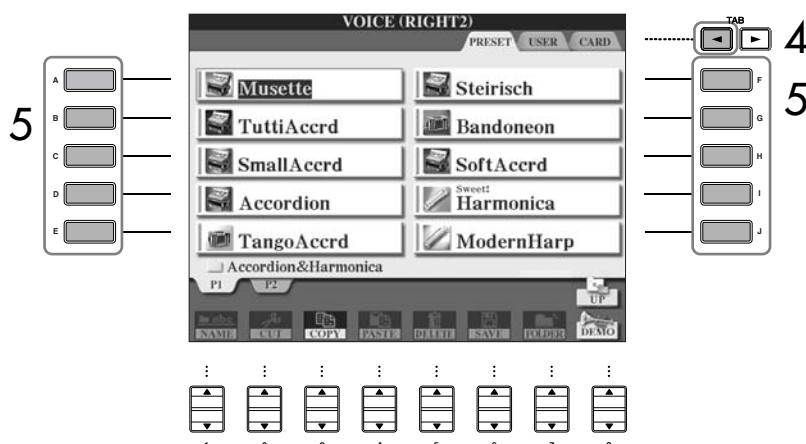 VOICE (RIGHT2)
PRESET USER CARD
TAB
4
5
5
A
B
C
D
E
F
G
H
I
J
Musette
TuttiAccrd
SmallAccrd
Accordion
TangoAccrd
Steirisch
Bandoneon
SoftAccrd
Sweet!
Harmonica
ModernHarp
Accordion&Harmonica
P1 P2
UP
NAME CUT COPY PASTE DELETE SAVE FOLDER DEMO